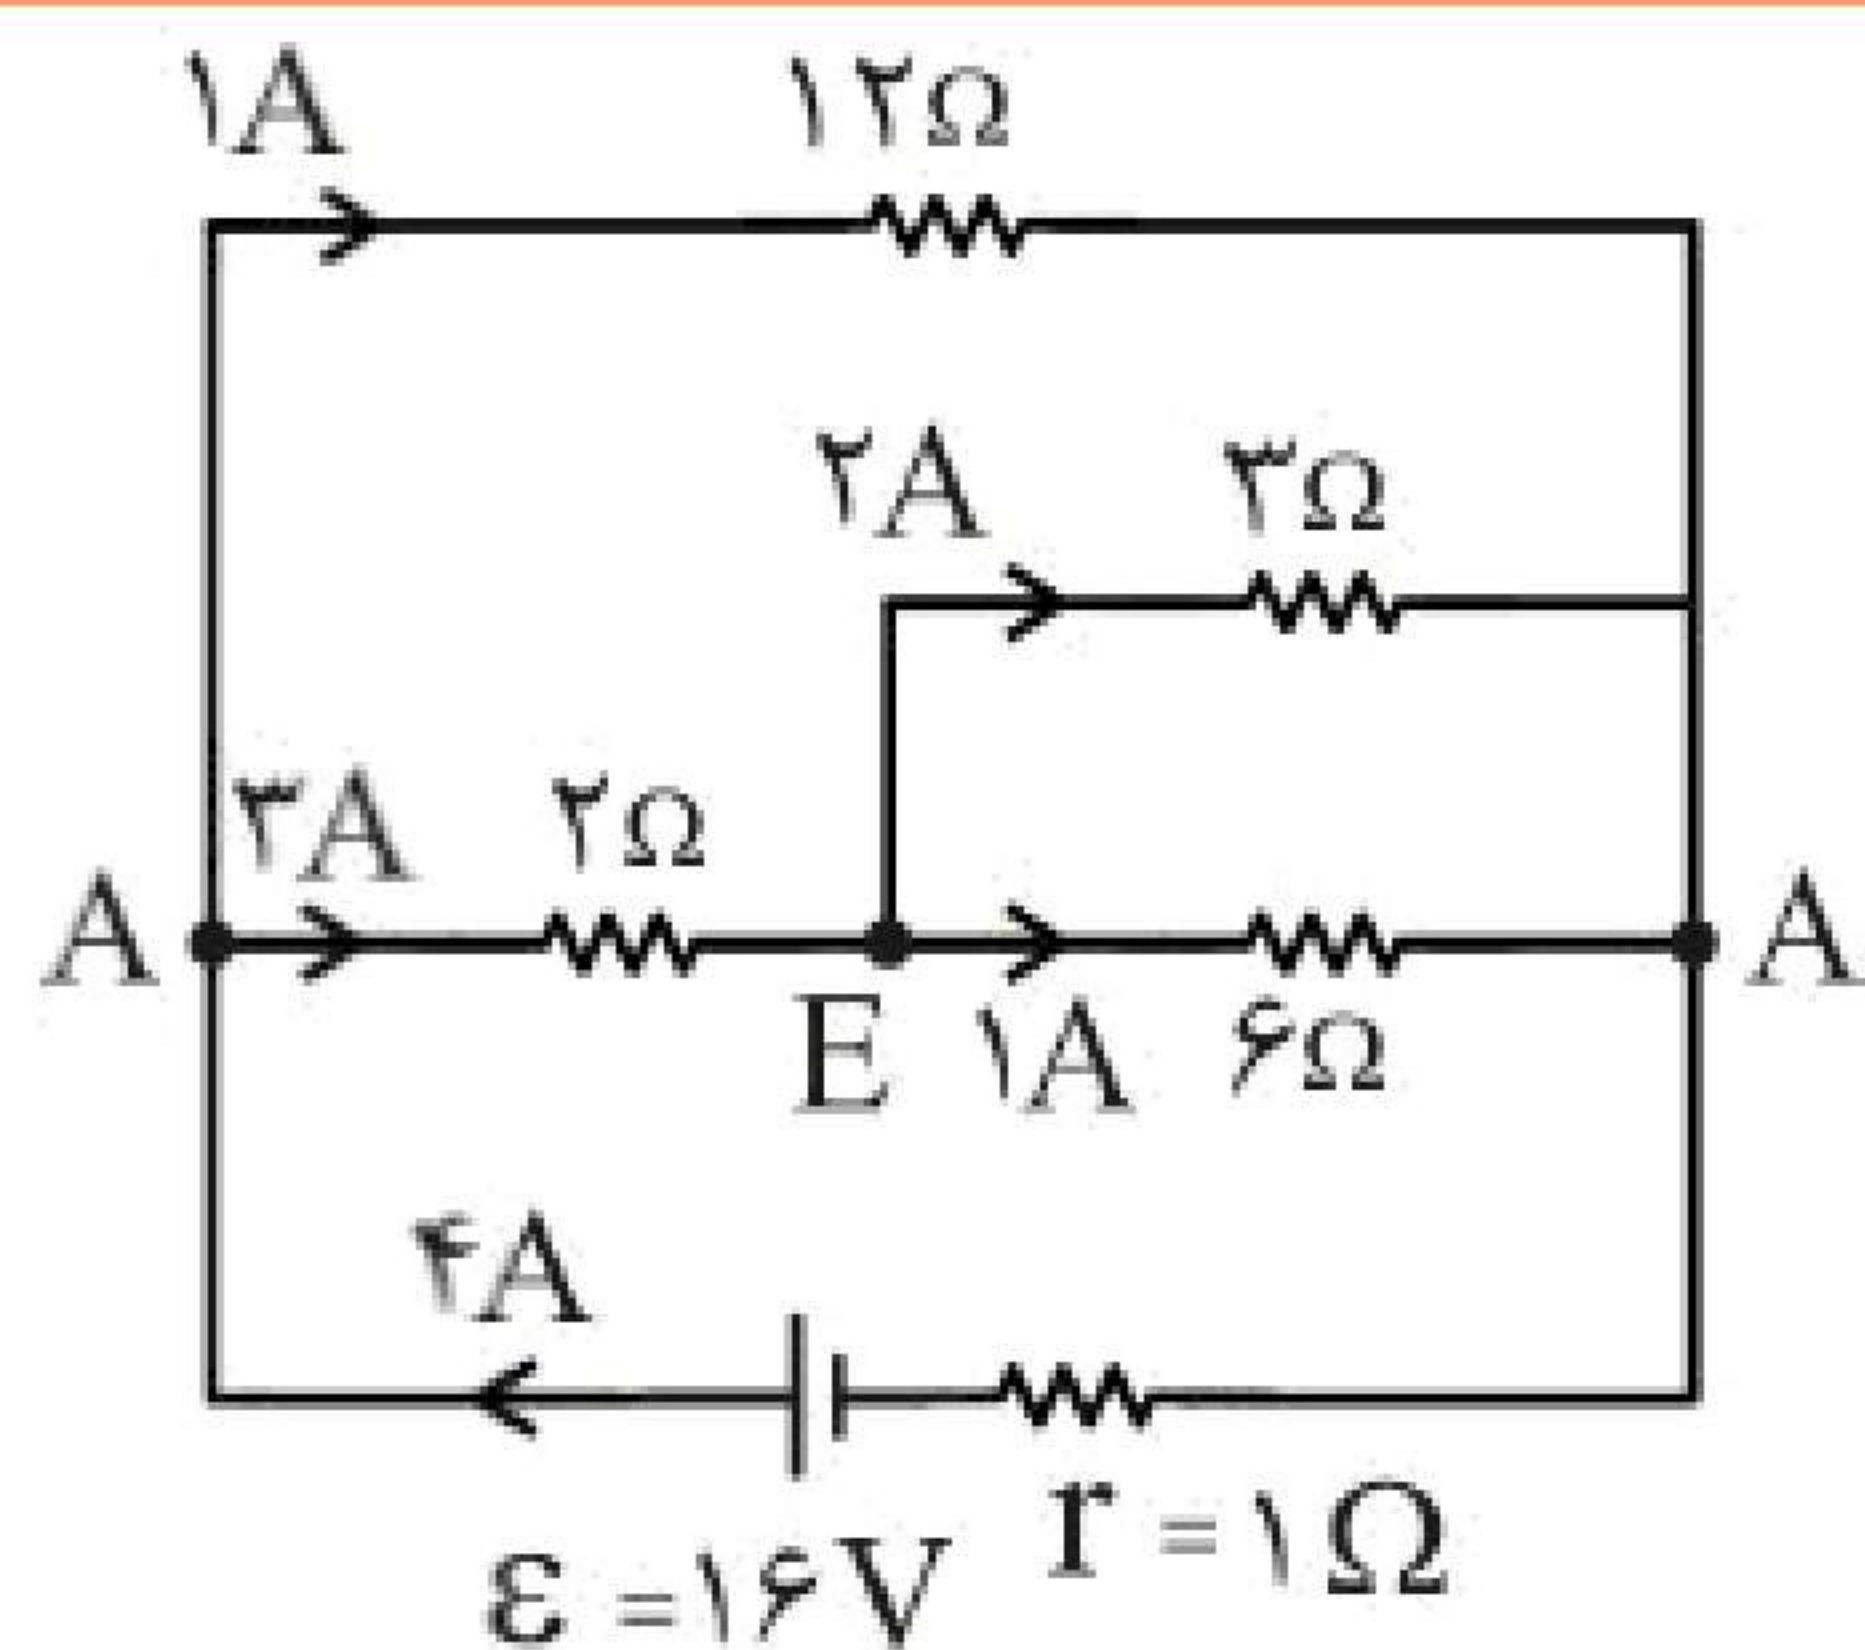 ۱A ۱۲Ω
۲A ۳Ω
۳A ۲Ω
A A
E ۱A ۶Ω
۴A
ε = ۱۶V r = ۱Ω